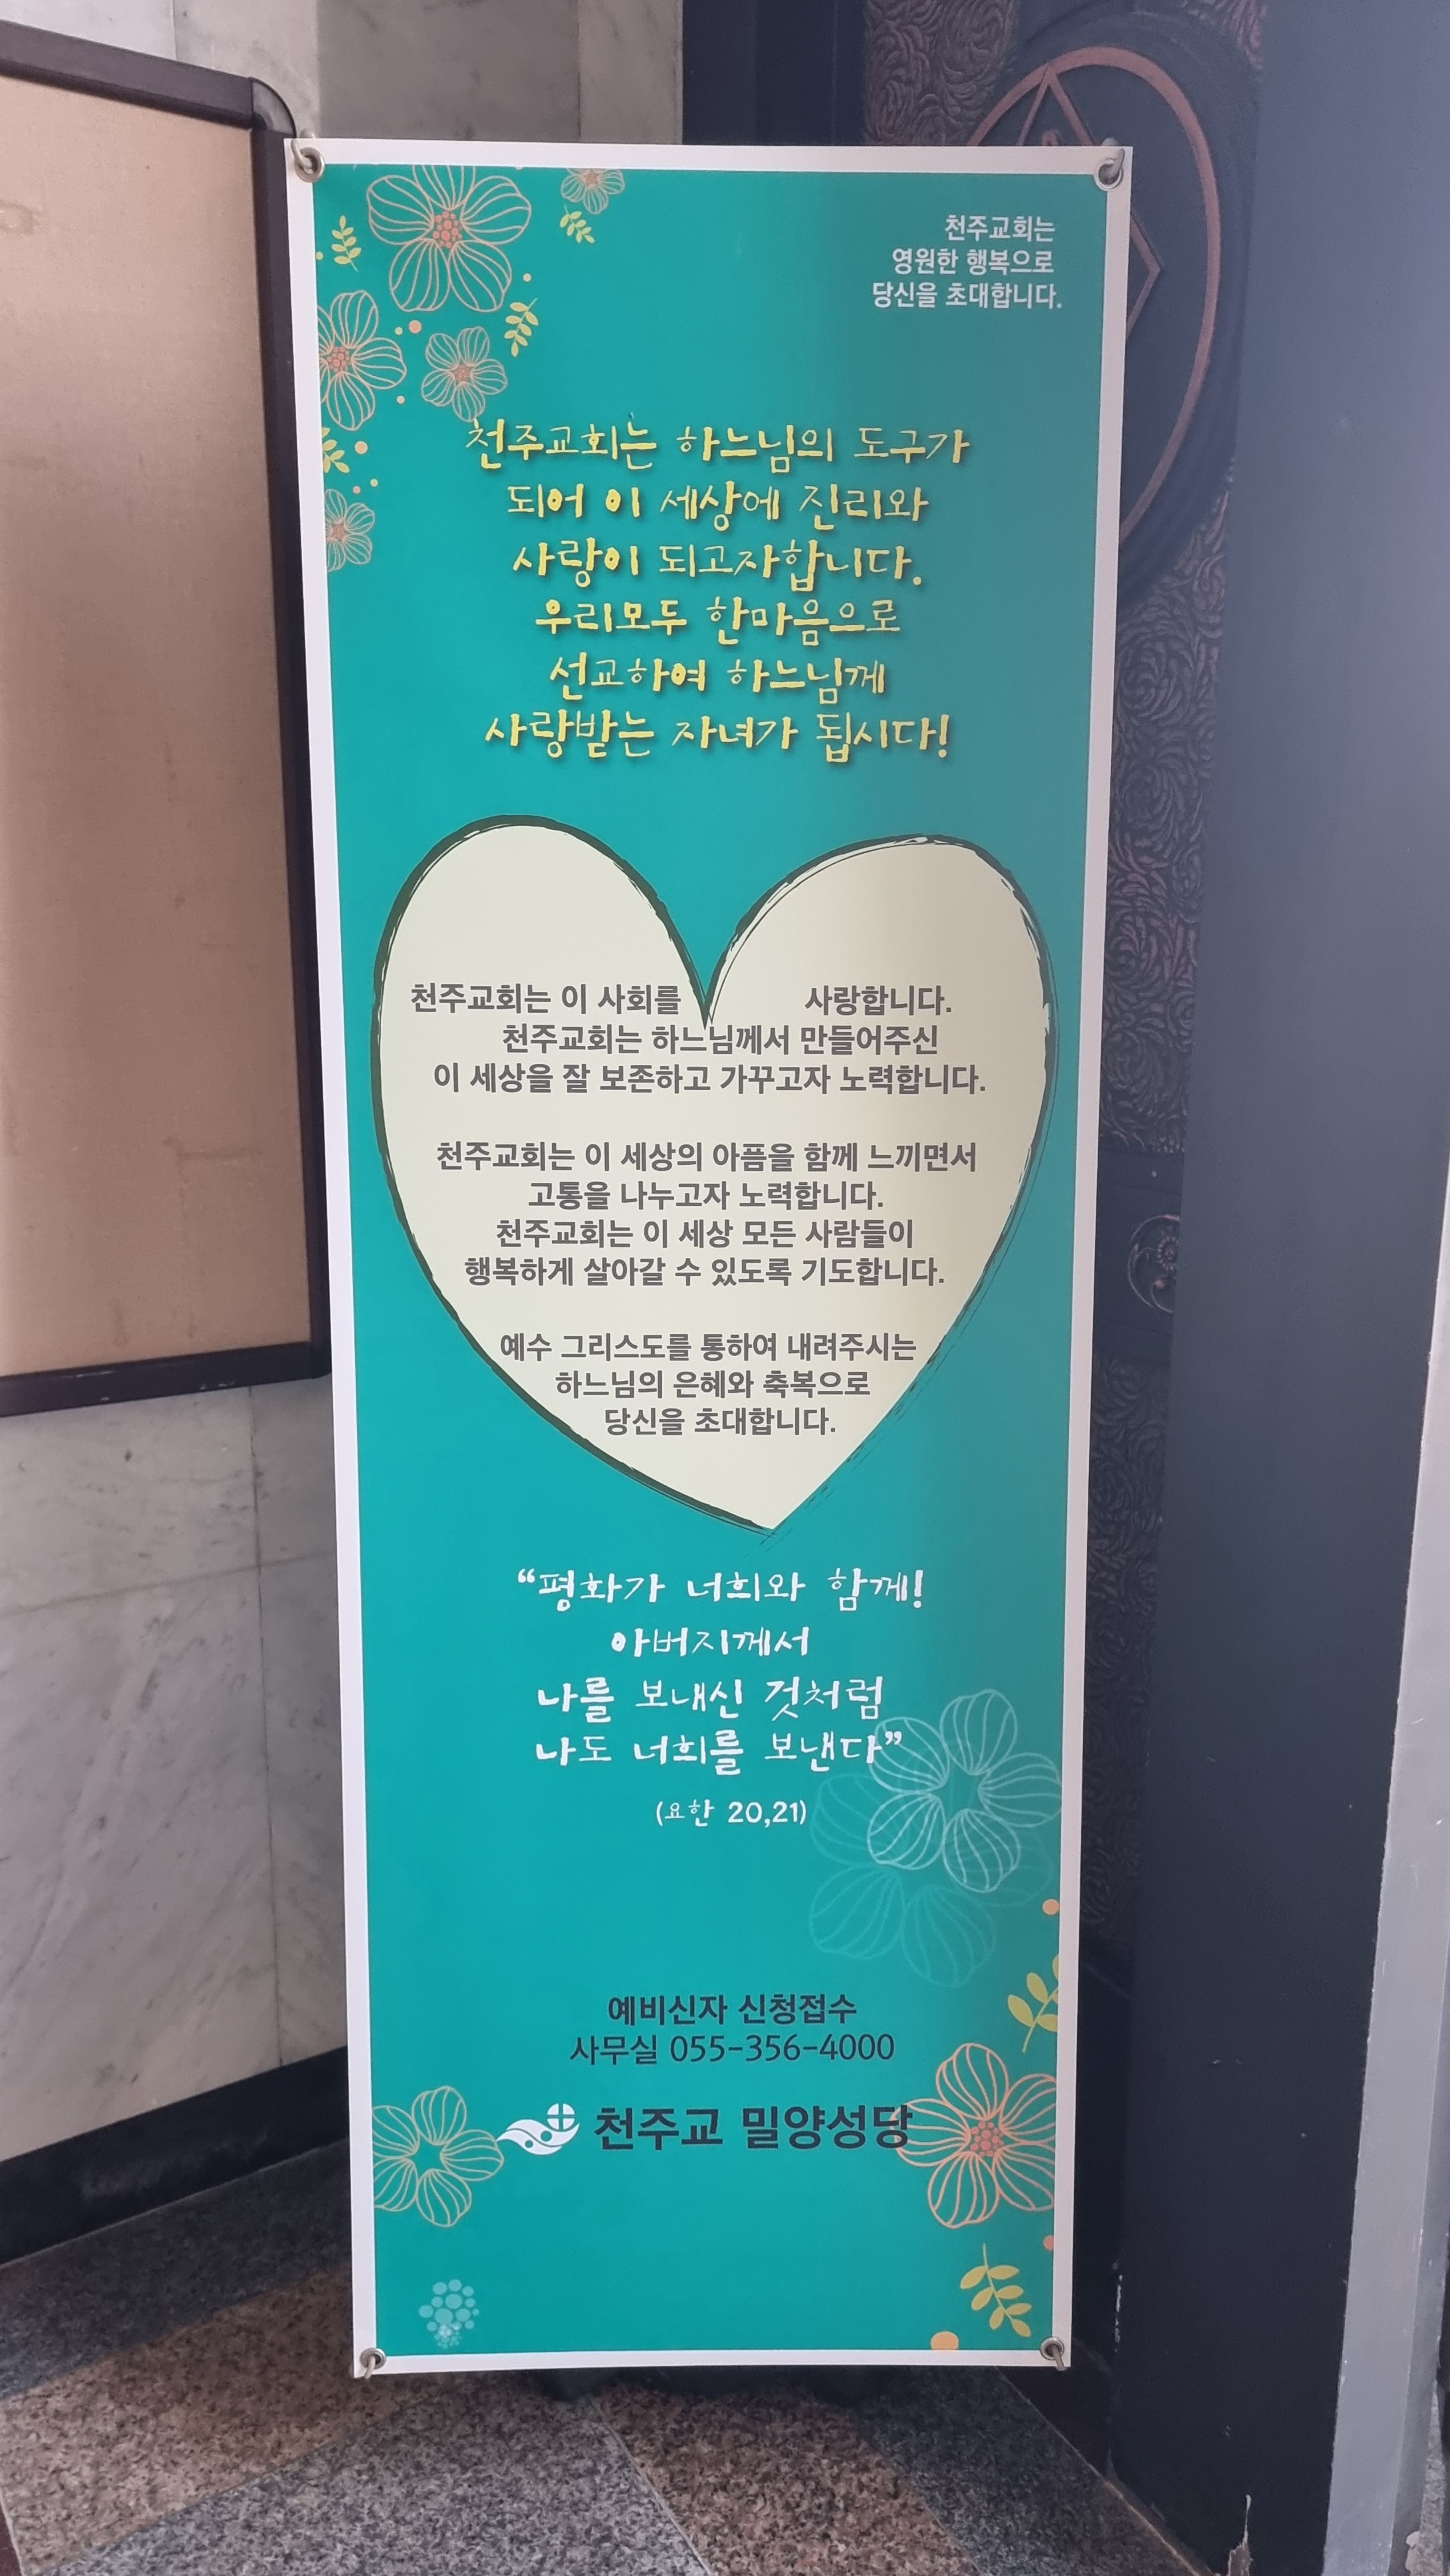 천주교회는
영원한 행복으로
당신을 초대합니다.
천주교회는 하느님의 도구가
되어 이 세상에 진리와
사랑이 되고자합니다.
우리모두 한마음으로
선교하여 하느님께
사랑받는 자녀가 됩시다!
천주교회는 이 사회를 사랑합니다.
천주교회는 하느님께서 만들어주신
이 세상을 잘 보존하고 가꾸고자 노력합니다.
천주교회는 이 세상의 아픔을 함께 느끼면서
고통을 나누고자 노력합니다.
천주교회는 이 세상 모든 사람들이
행복하게 살아갈 수 있도록 기도합니다.
예수 그리스도를 통하여 내려주시는
하느님의 은혜와 축복으로
당신을 초대합니다.
“평화가 너희와 함께!
아버지께서
나를 보내신 것처럼
나도 너희를 보낸다”
(요한 20,21)
예비신자 신청접수
사무실 055-356-4000
천주교 밀양성당